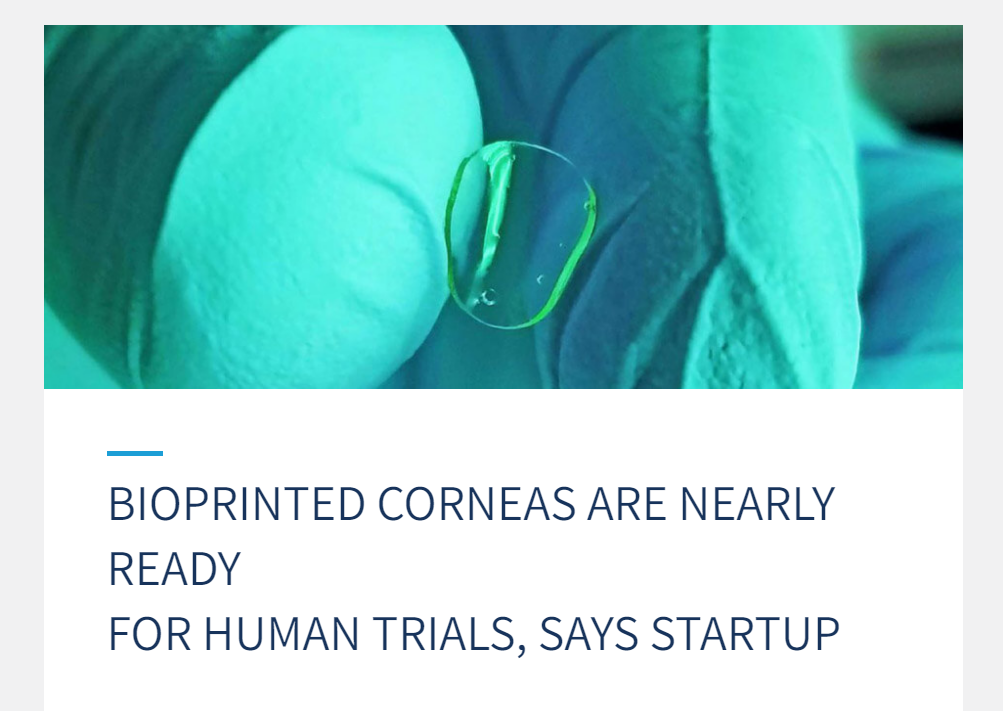 BIOPRINTED CORNEAS ARE NEARLY
READY
FOR HUMAN TRIALS, SAYS STARTUP